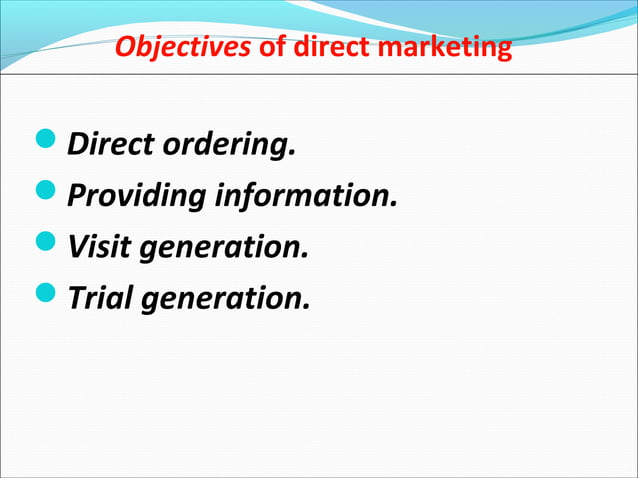 Objectives of direct marketing
Direct ordering.
Providing information.
Visit generation.
Trial generation.